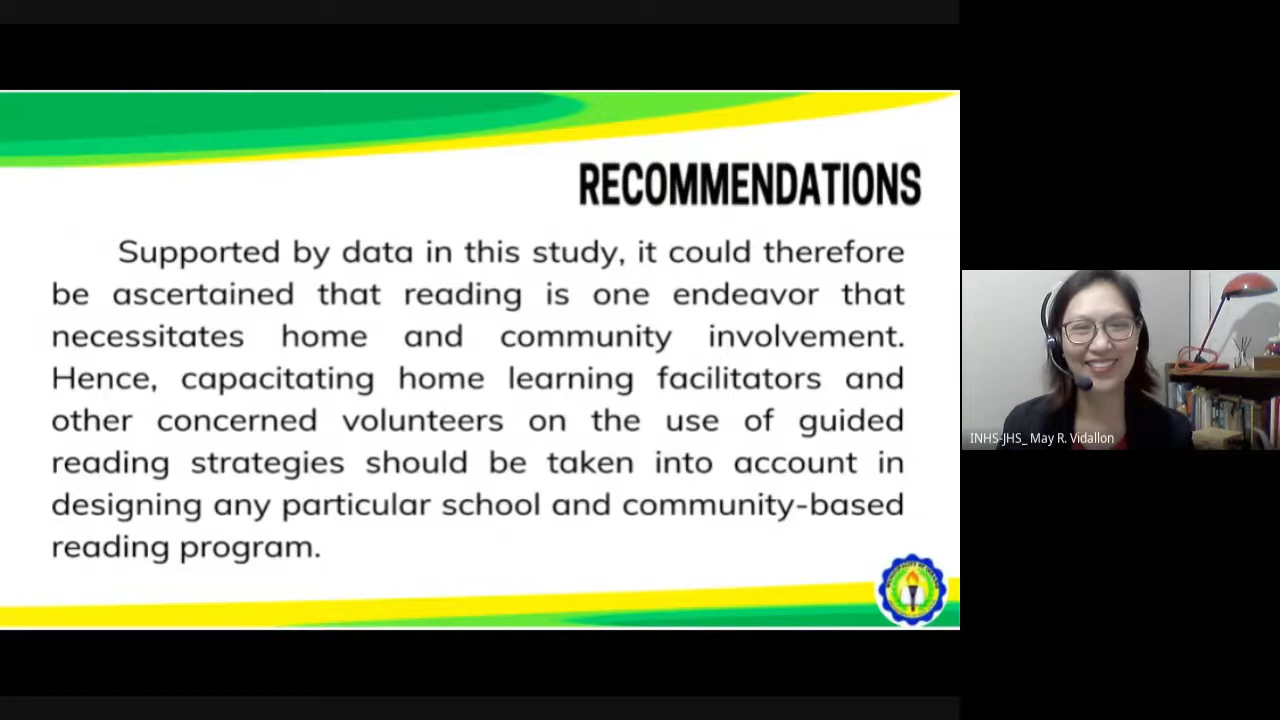 RECOMMENDATIONS
Supported by data in this study, it could therefore
be ascertained that reading is one endeavor that
necessitates home and community involvement.
Hence, capacitating home learning facilitators and
other concerned volunteers on the use of guided
reading strategies should be taken into account in
designing any particular school and community-based
reading program.
INHS-JHS_ May R. Vidallon